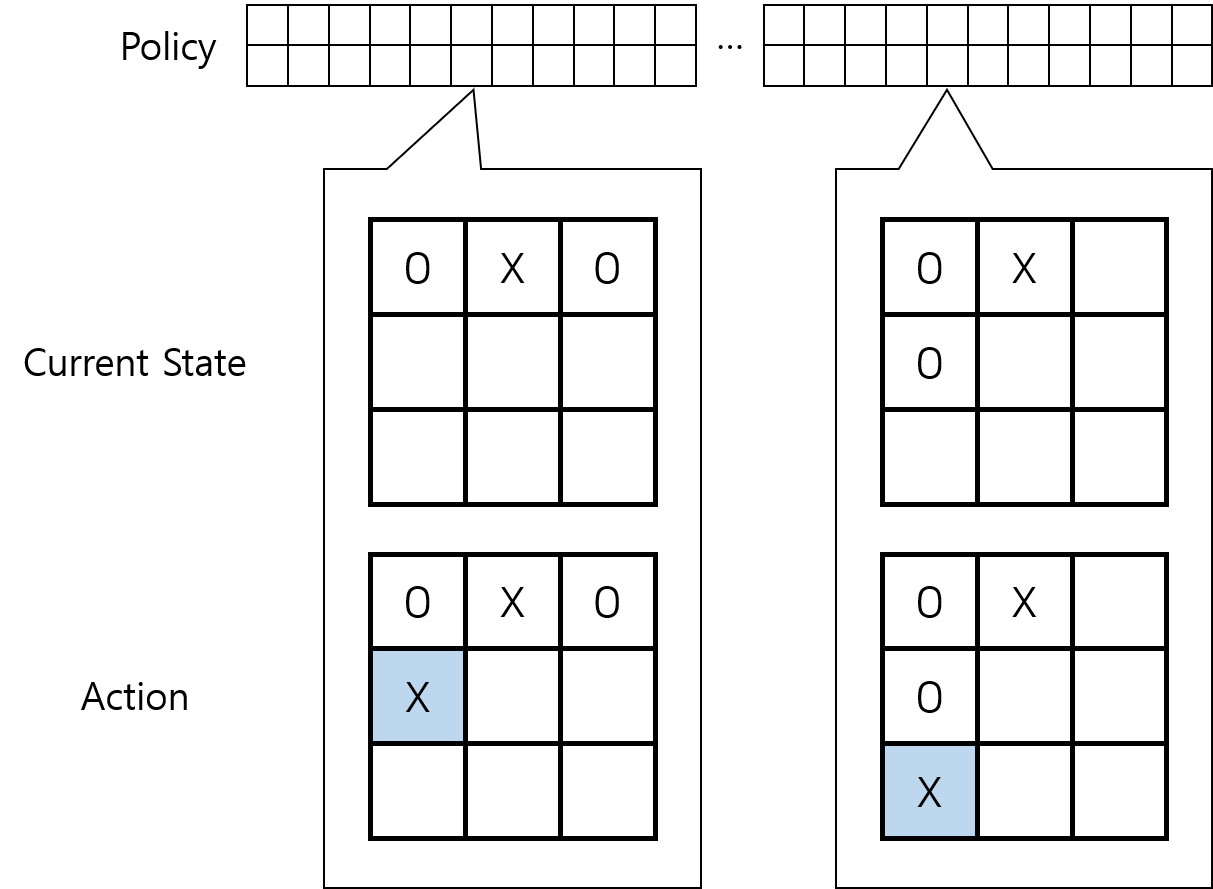 Policy
...
O X O
O X
Current State
O
O X O
O X
Action
X
O
X